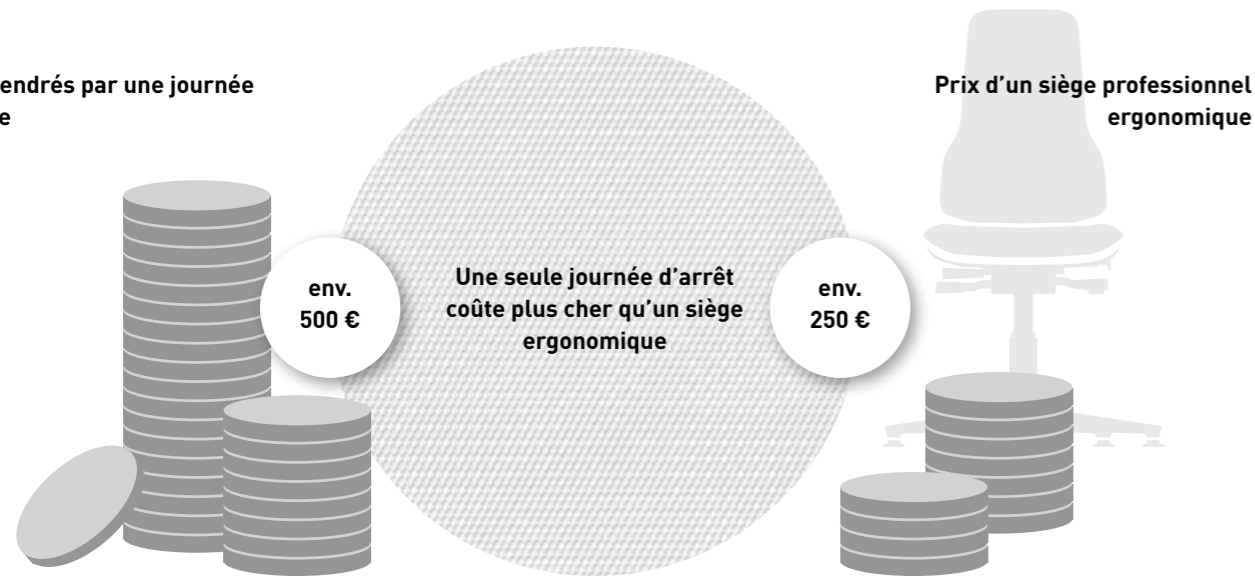 endrés par une journée
e
Prix d’un siège professionnel
ergonomique
env.
500 €
Une seule journée d’arrêt
coûte plus cher qu’un siège
ergonomique
env.
250 €